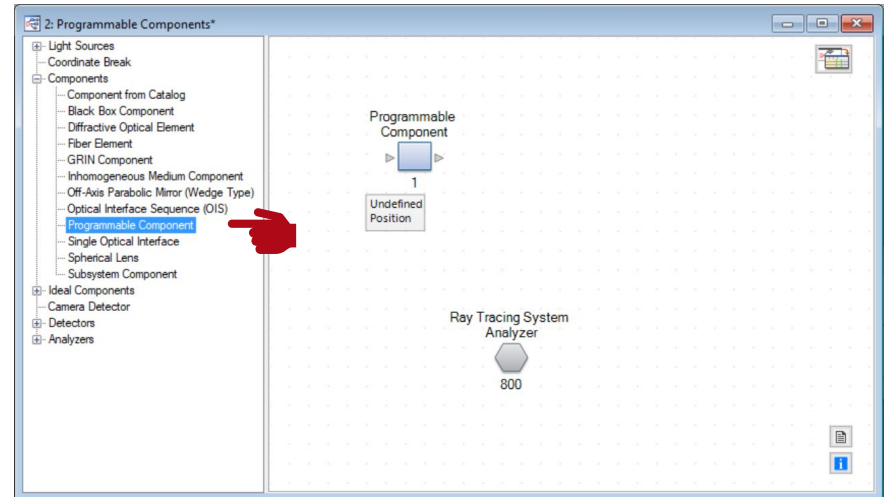 2: Programmable Components*
Light Sources
Coordinate Break
Components
Component from Catalog
Black Box Component
Diffractive Optical Element
Fiber Element
GRIN Component
Inhomogeneous Medium Component
Off-Axis Parabolic Mirror (Wedge Type)
Optical Interface Sequence (OIS)
Programmable Component
Single Optical Interface
Spherical Lens
Subsystem Component
Ideal Components
Camera Detector
Detectors
Analyzers
Programmable
Component
1
Undefined
Position
Ray Tracing System
Analyzer
800
i